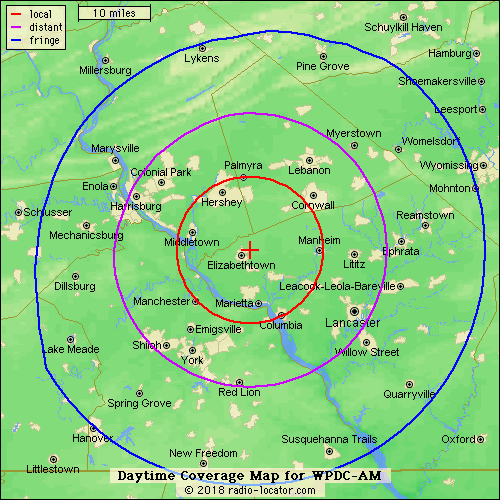 local
distant
fringe
10 miles
Schuylkill Haven
Lykens
Pine Grove
Hamburg
Millersburg
Shoemakersville
Leesport
Myerstown
Marysville
Womelsdorf
Colonial Park
Palmyra
Lebanon
Wyomissing
Enola
Mohnton
Harrisburg
Hershey
Cornwall
Schlusser
Reamstown
Mechanicsburg
Middletown
Manheim
Ephrata
Elizabethtown
Lititz
Dillsburg
Leacock-Leola-Bareville
Manchester
Marietta
Columbia
Lancaster
Emigsville
Lake Meade
Shiloh
York
Willow Street
Red Lion
Quarryville
Spring Grove
Hanover
Susquehanna Trails
Oxford
New Freedom
Littlestown
Daytime Coverage Map for WPDC-AM
© 2018 radio-locator.com